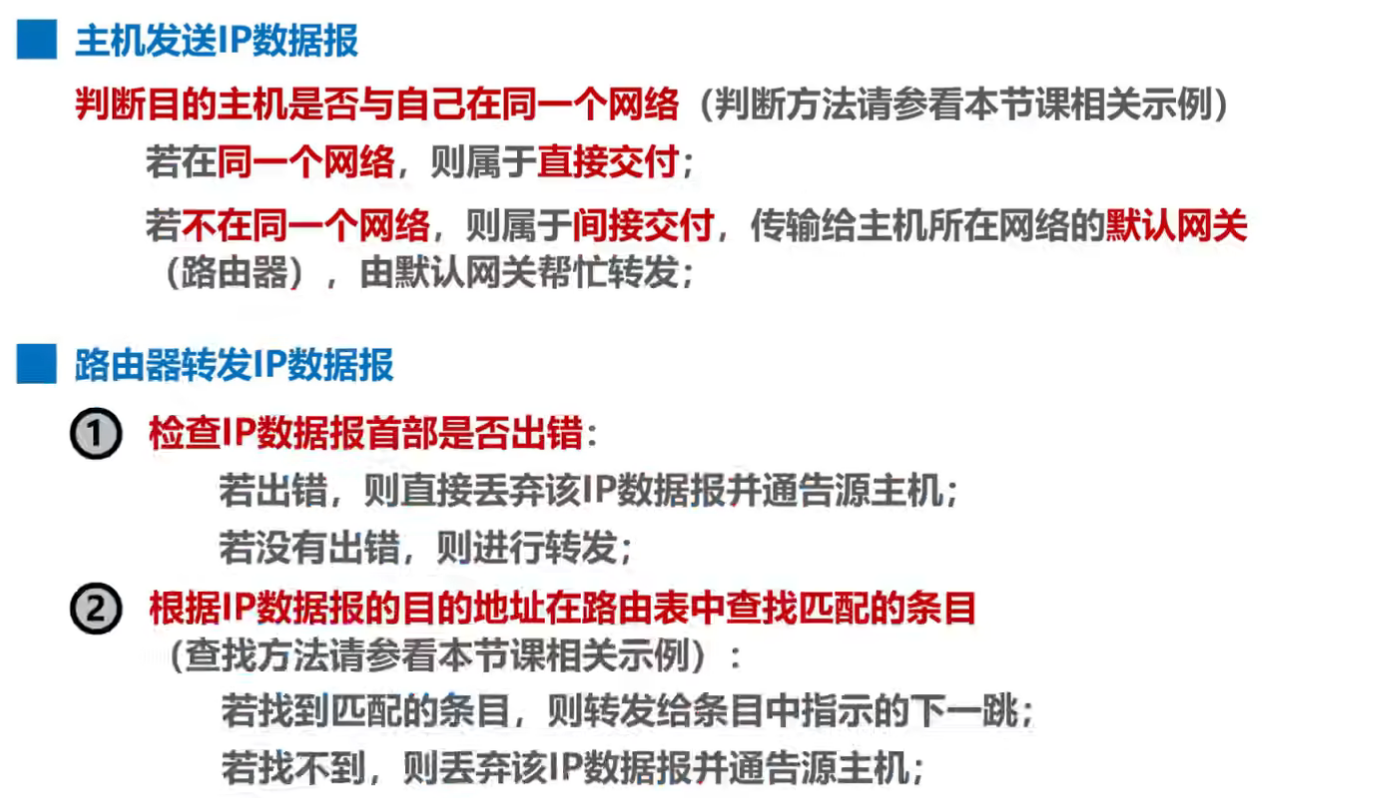 主机发送IP数据报
判断目的主机是否与自己在同一个网络（判断方法请参看本节课相关示例）
若在同一个网络，则属于直接交付；
若不在同一个网络，则属于间接交付，传输给主机所在网络的默认网关
（路由器），由默认网关帮忙转发；
路由器转发IP数据报
① 检查IP数据报首部是否出错：
若出错，则直接丢弃该IP数据报并通告源主机；
若没有出错，则进行转发；
② 根据IP数据报的目的地址在路由表中查找匹配的条目
（查找方法请参看本节课相关示例）：
若找到匹配的条目，则转发给条目中指示的下一跳；
若找不到，则丢弃该IP数据报并通告源主机；